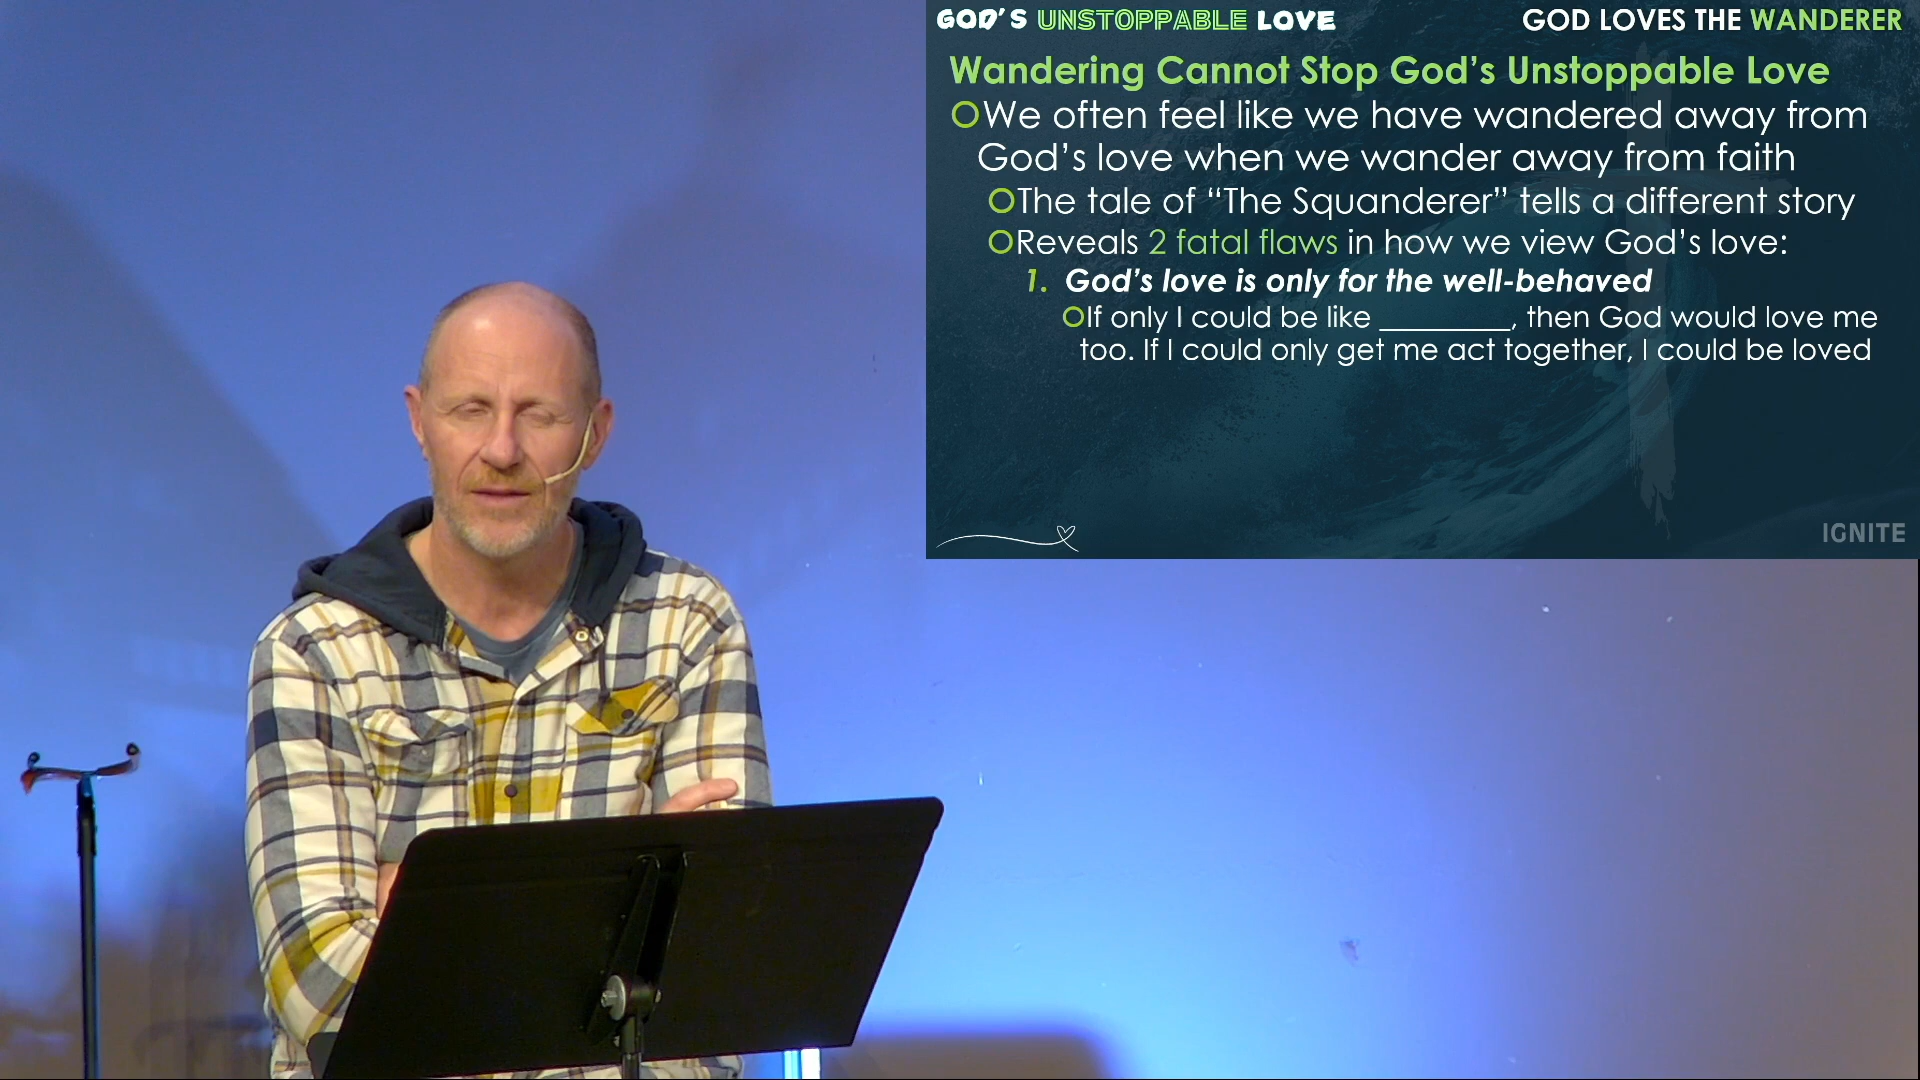 GOD'S UNSTOPPABLE LOVE
GOD LOVES THE WANDERER
Wandering Cannot Stop God's Unstoppable Love
We often feel like we have wandered away from
God's love when we wander away from faith
The tale of “The Squanderer” tells a different story
Reveals 2 fatal flaws in how we view God's love:
1. God's love is only for the well-behaved
If only I could be like ________, then God would love me
too. If I could only get me act together, I could be loved
IGNITE